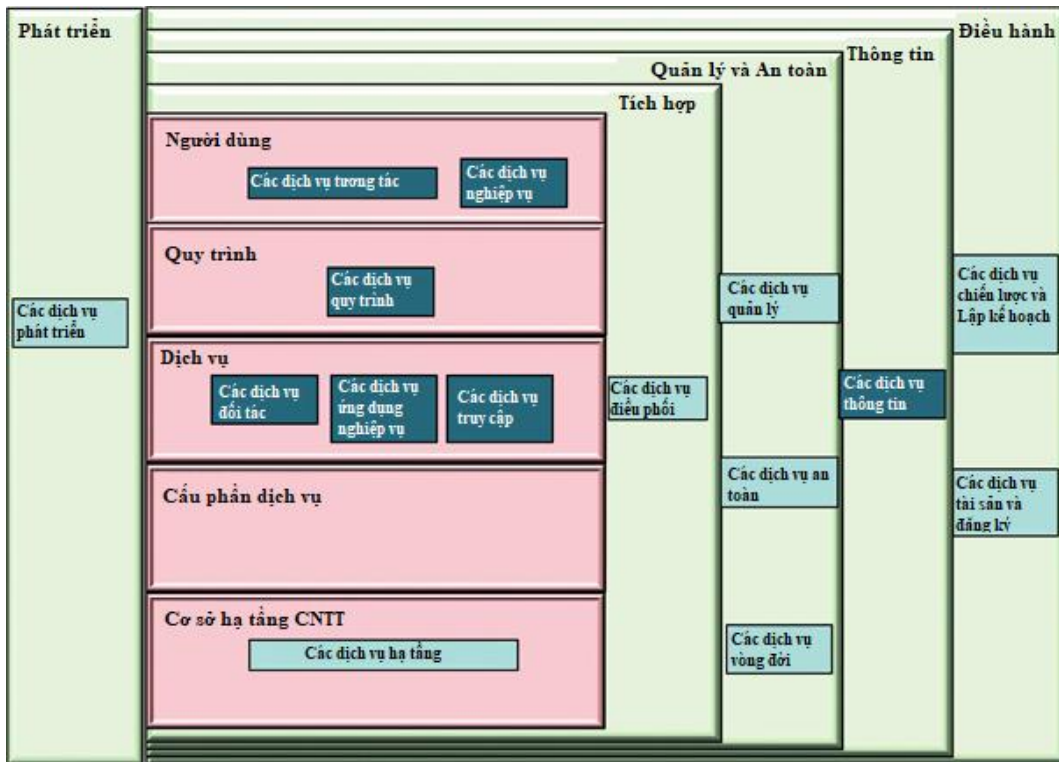 Phát triển
Điều hành
Thông tin
Quản lý và An toàn
Tích hợp
Người dùng
Các dịch vụ tương tác
Các dịch vụ
nghiệp vụ
Quy trình
Các dịch vụ
quy trình
Các dịch vụ
quản lý
Các dịch vụ
chiến lược và
Lập kế hoạch
Các dịch vụ
phát triển
Dịch vụ
Các dịch vụ
đối tác
Các dịch vụ
ứng dụng
nghiệp vụ
Các dịch vụ
truy cập
Các dịch vụ
điều phối
Các dịch vụ
thông tin
Cấu phần dịch vụ
Các dịch vụ an
toàn
Các dịch vụ
tài sản và
đăng ký
Cơ sở hạ tầng CNTT
Các dịch vụ hạ tầng
Các dịch vụ
vòng đời